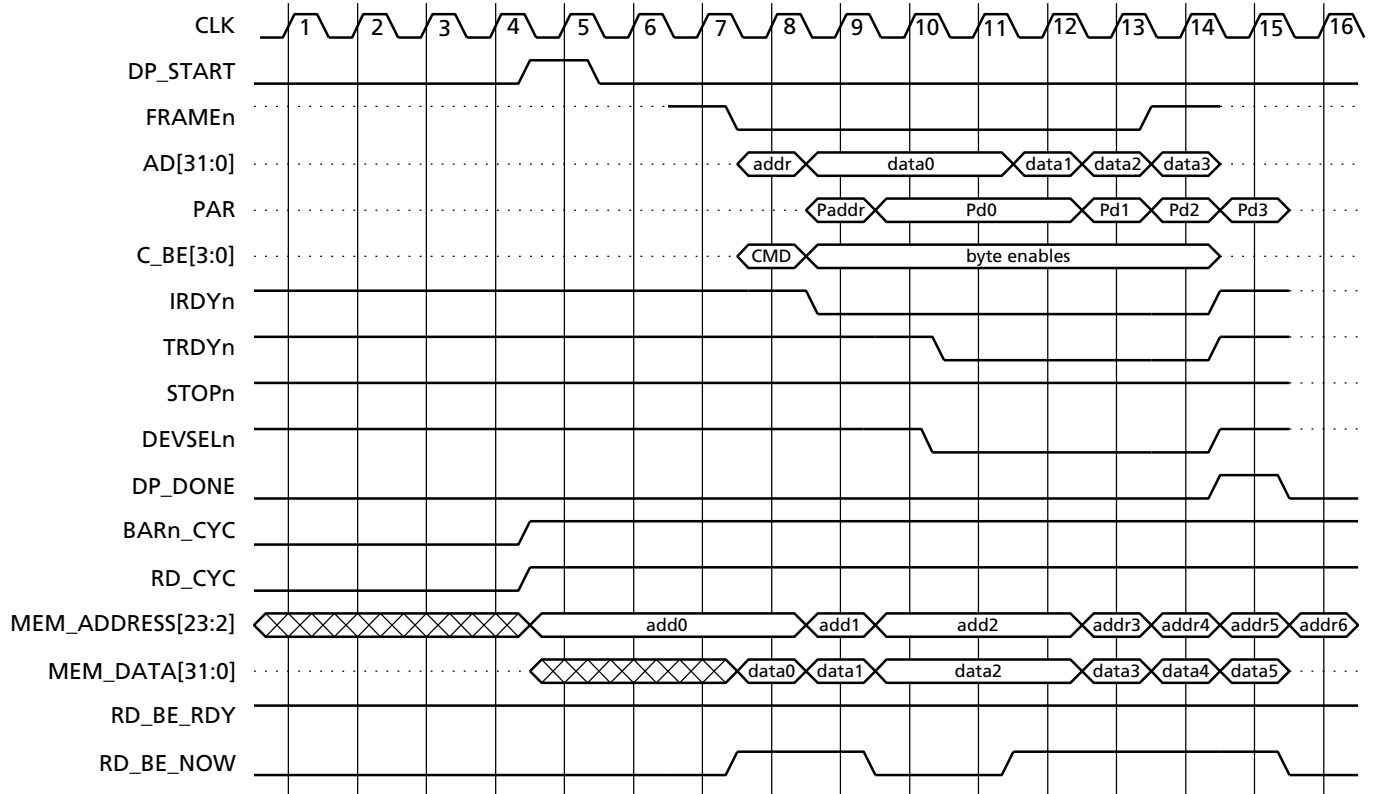 CLK 1 2 3 4 5 6 7 8 9 10 11 12 13 14 15 16
DP_START
FRAMEn
AD[31:0] addr data0 data1 data2 data3
PAR Paddr Pd0 Pd1 Pd2 Pd3
C_BE[3:0] CMD byte enables
IRDYn
TRDYn
STOPn
DEVSELn
DP_DONE
BARn_CYC
RD_CYC
MEM_ADDRESS[23:2] add0 add1 add2 addr3 addr4 addr5 addr6
MEM_DATA[31:0] data0 data1 data2 data3 data4 data5
RD_BE_RDY
RD_BE_NOW